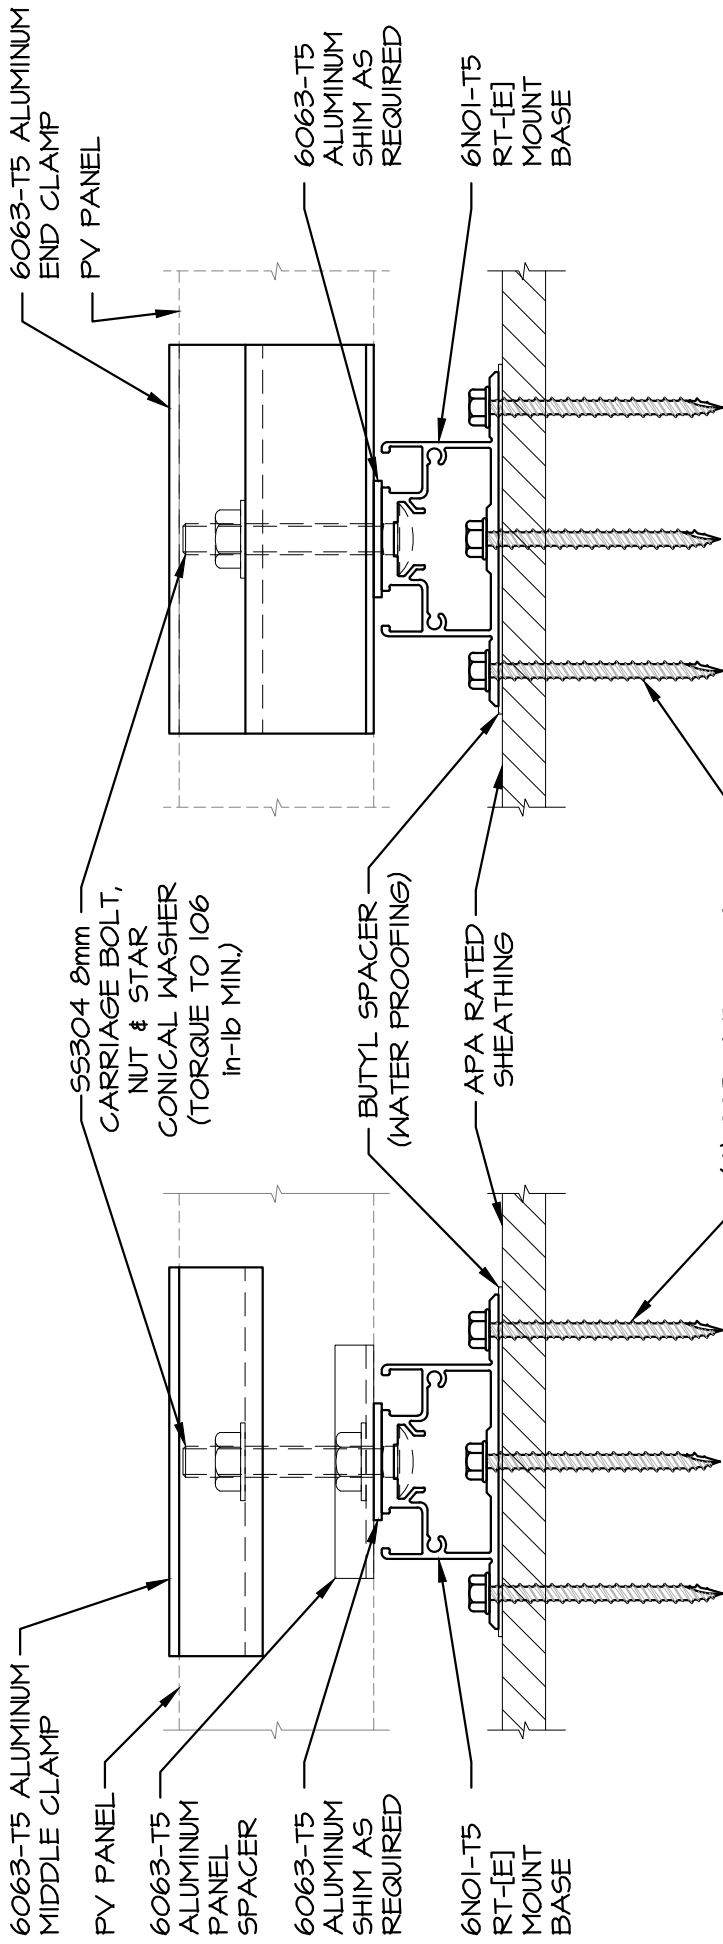 6063-T5 ALUMINUM
MIDDLE CLAMP
PV PANEL
6063-T5
ALUMINUM
PANEL
SPACER
6063-T5
ALUMINUM
SHIM AS
REQUIRED
6N01-T5
RT-[E]
MOUNT
BASE
SS304 8mm
CARRIAGE BOLT,
NUT & STAR
CONICAL WASHER
(TORQUE TO 106
in-lb MIN.)
BUTYL SPACER
(WATER PROOFING)
APA RATED
SHEATHING
6063-T5 ALUMINUM
END CLAMP
PV PANEL
6063-T5
ALUMINUM
SHIM AS
REQUIRED
6N01-T5
RT-[E]
MOUNT
BASE